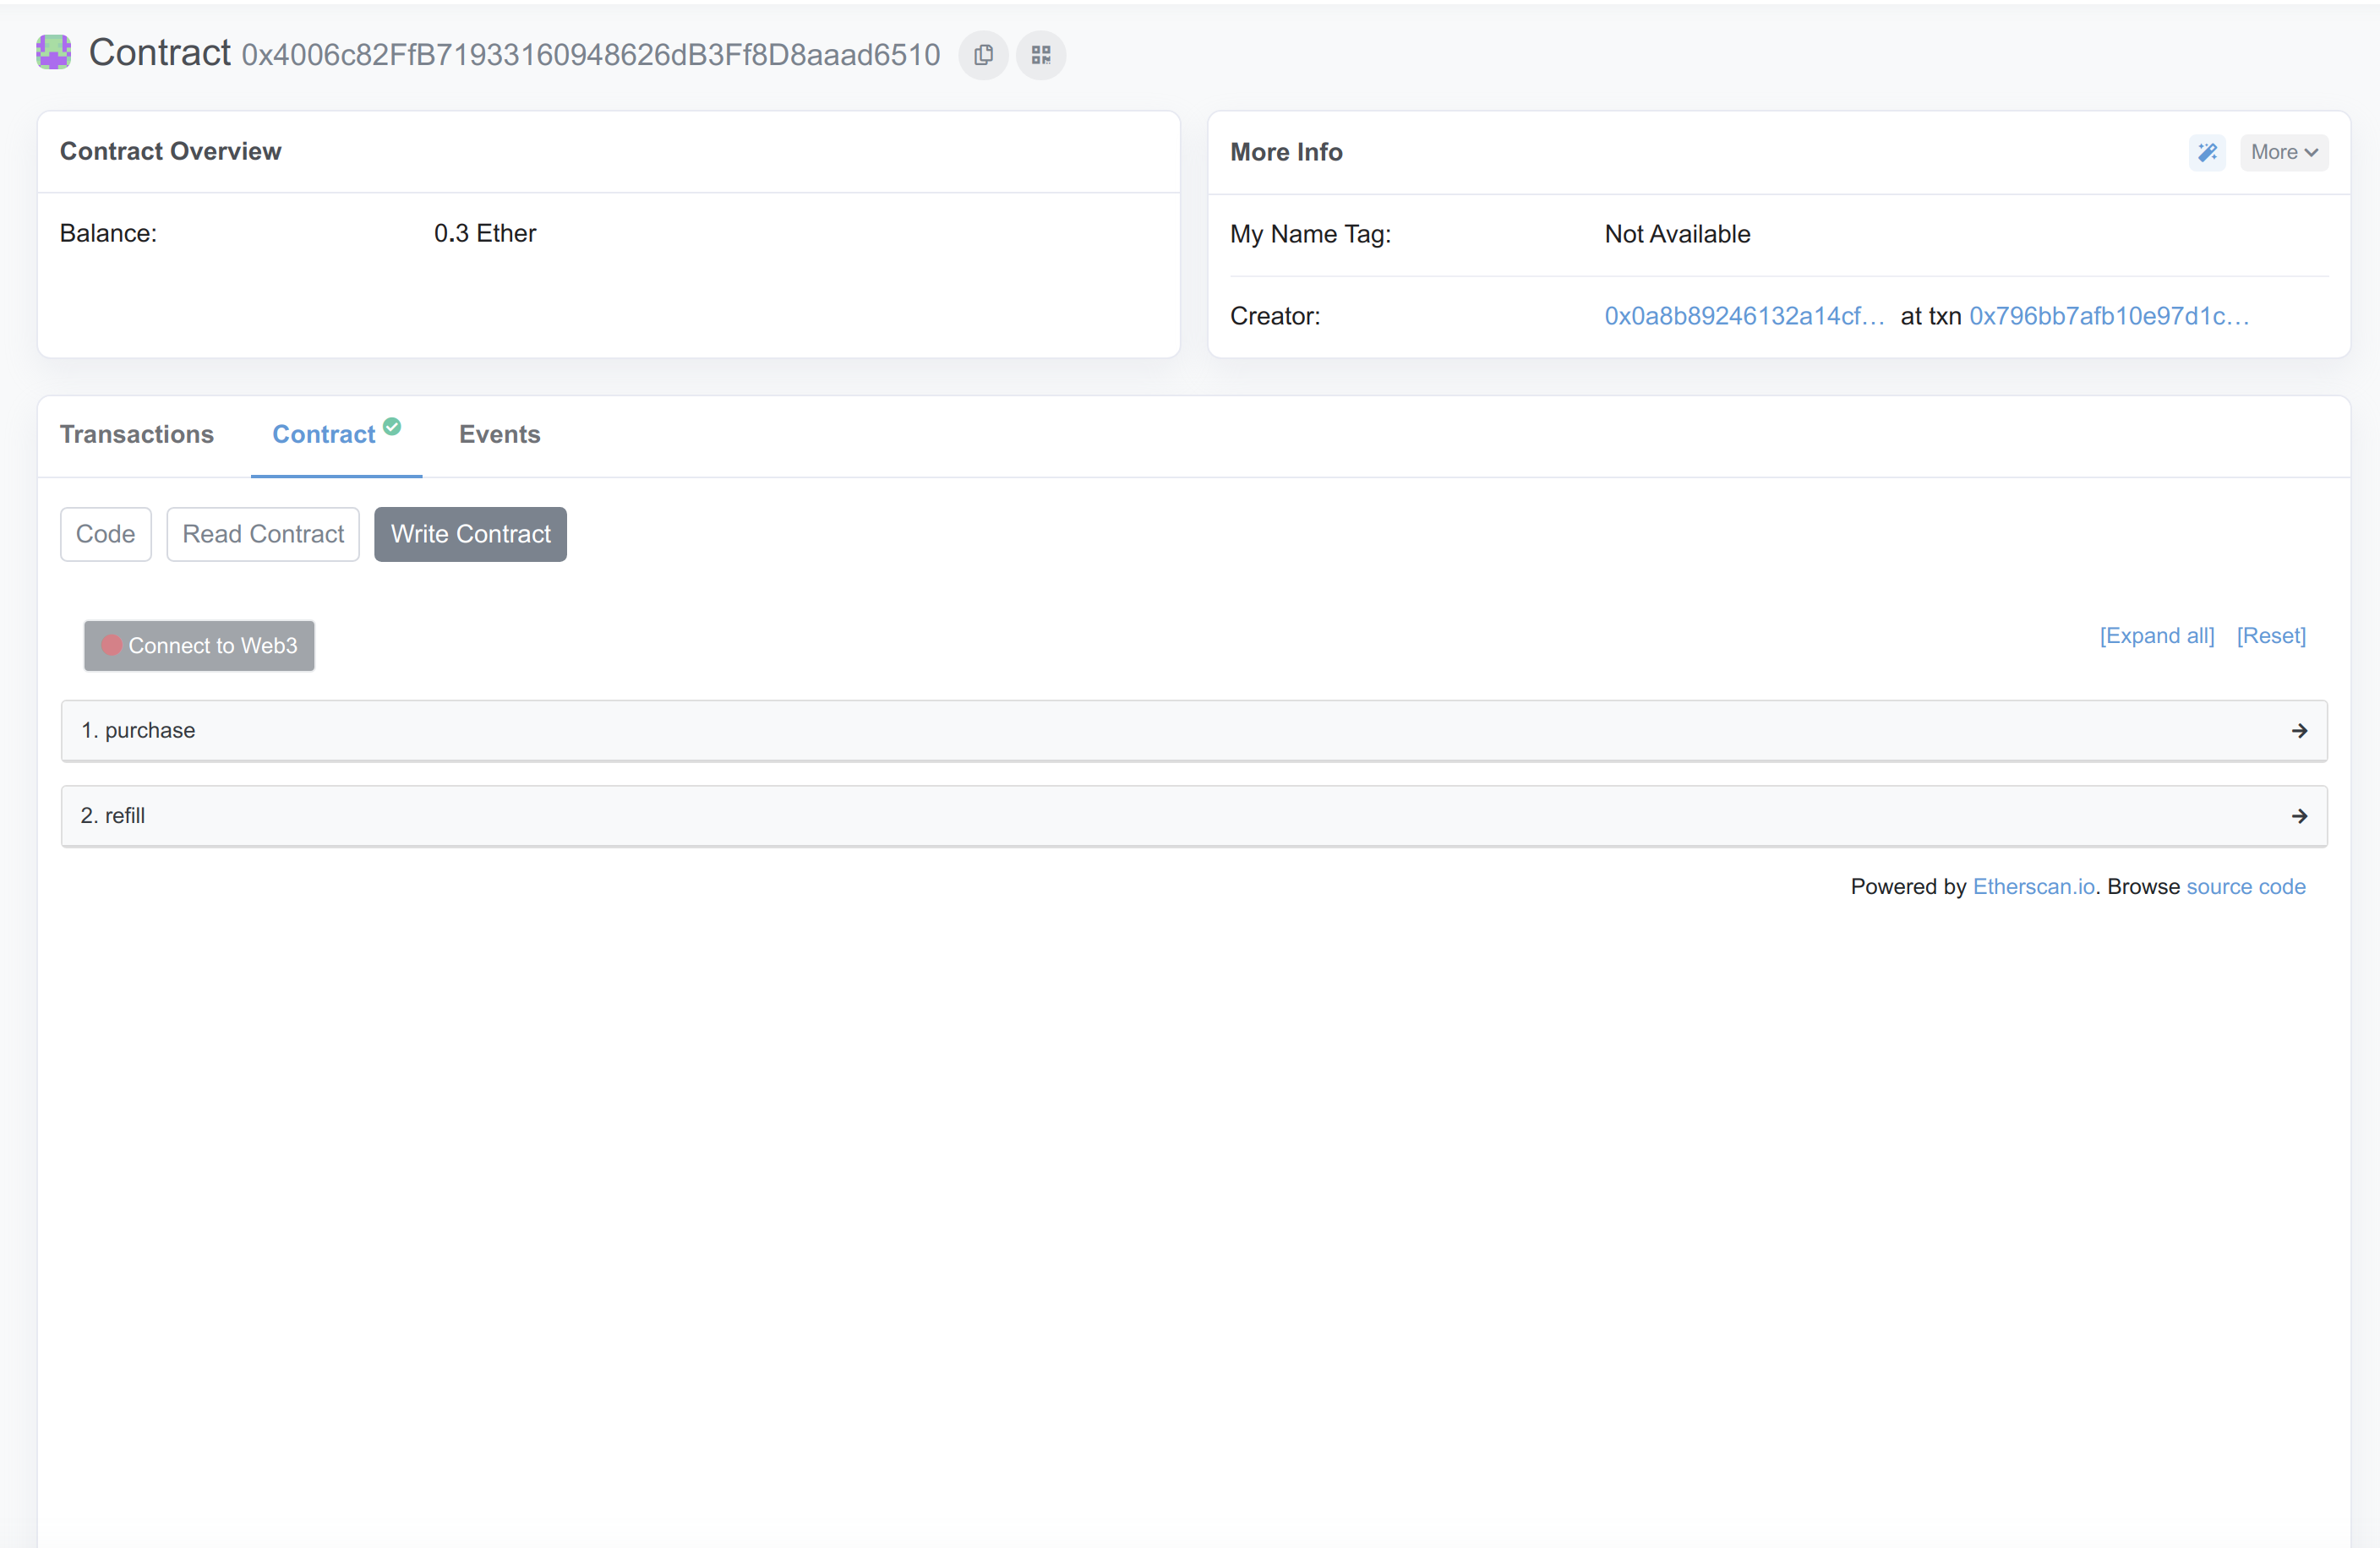 Contract 0x4006c82FfB71933160948626dB3Ff8D8aaad6510
Contract Overview
Balance: 0.3 Ether
More Info
More
My Name Tag: Not Available
Creator: 0x0a8b89246132a14cf... at txn 0x796bb7afb10e97d1c...
Transactions Contract Events
Code Read Contract Write Contract
Connect to Web3
[Expand all] [Reset]
1. purchase
2. refill
Powered by Etherscan.io. Browse source code